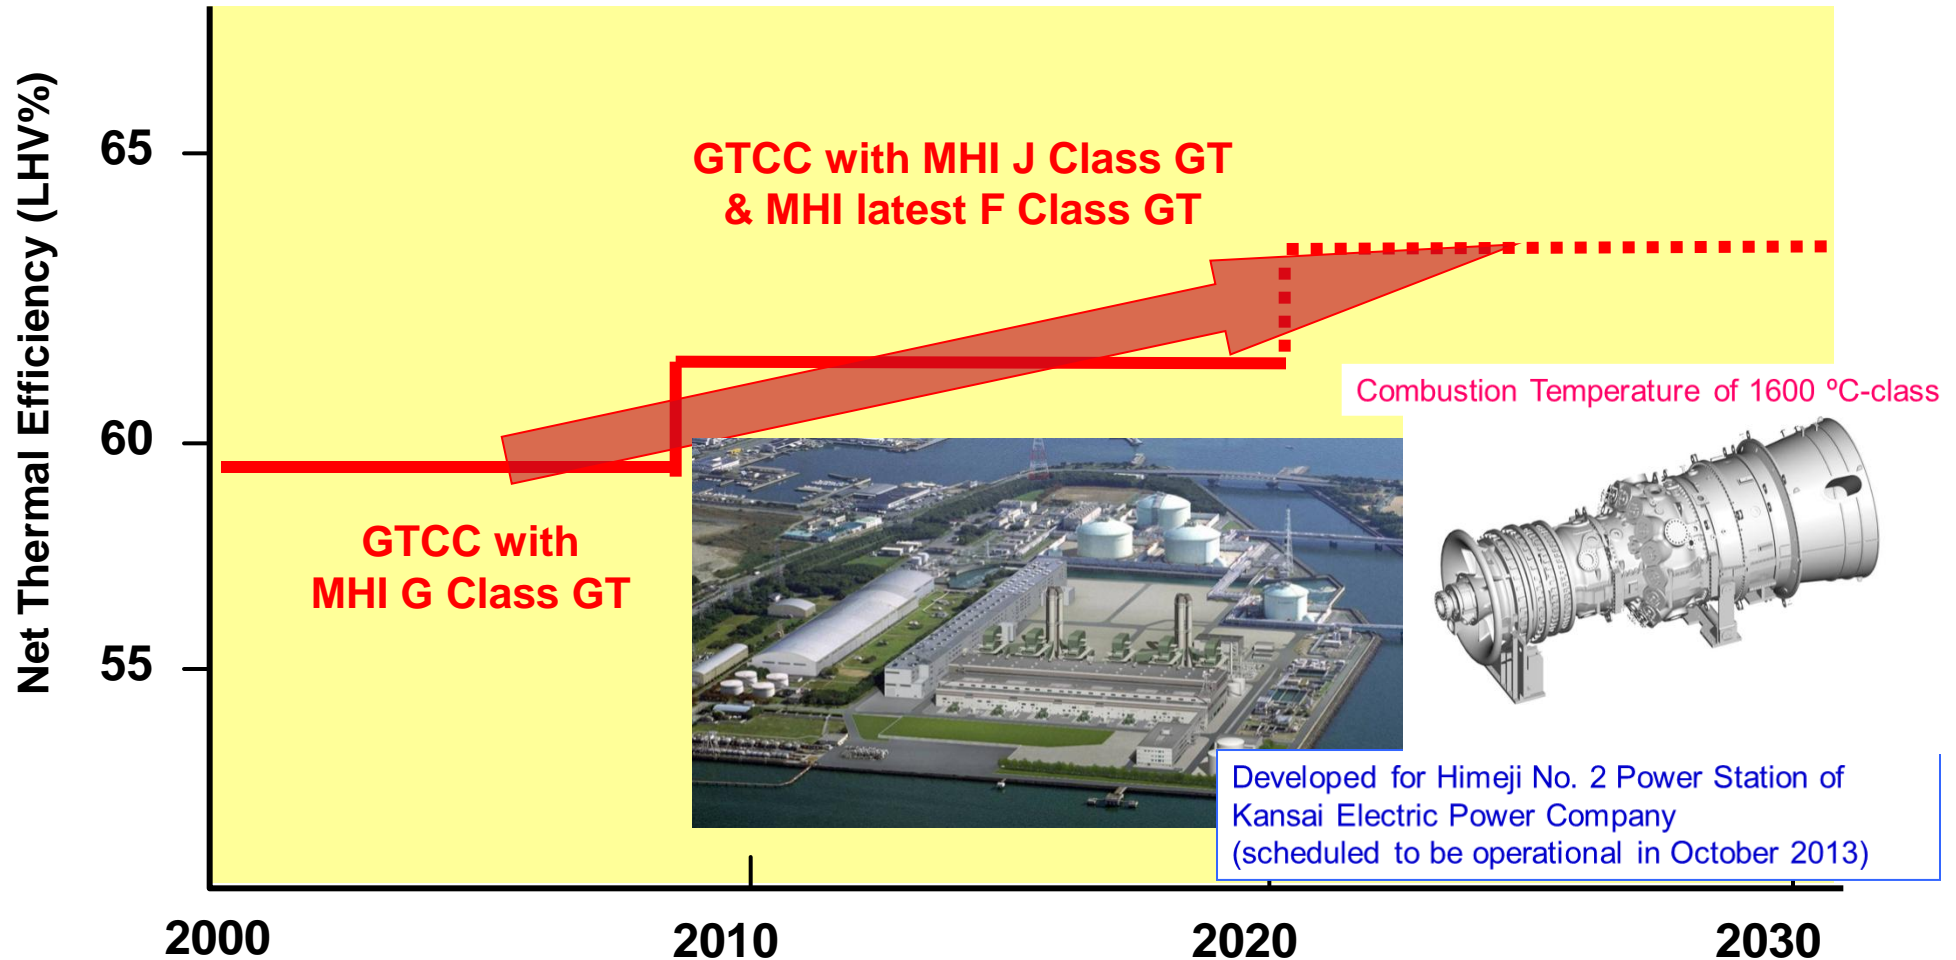 Net Thermal Efficiency (LHV%)
65
60
55
GTCC with MHI J Class GT
& MHI latest F Class GT
GTCC with
MHI G Class GT
Combustion Temperature of 1600 ºC-class
Developed for Himeji No. 2 Power Station of
Kansai Electric Power Company
(scheduled to be operational in October 2013)
2000
2010
2020
2030